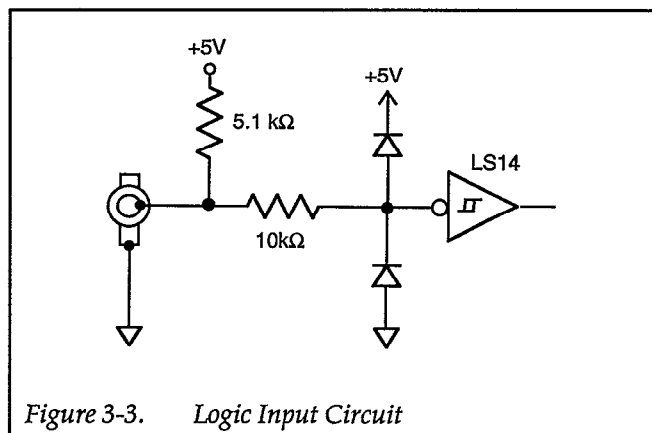 +5V
5.1 kΩ
+5V
LS14
10kΩ
Figure 3-3. Logic Input Circuit